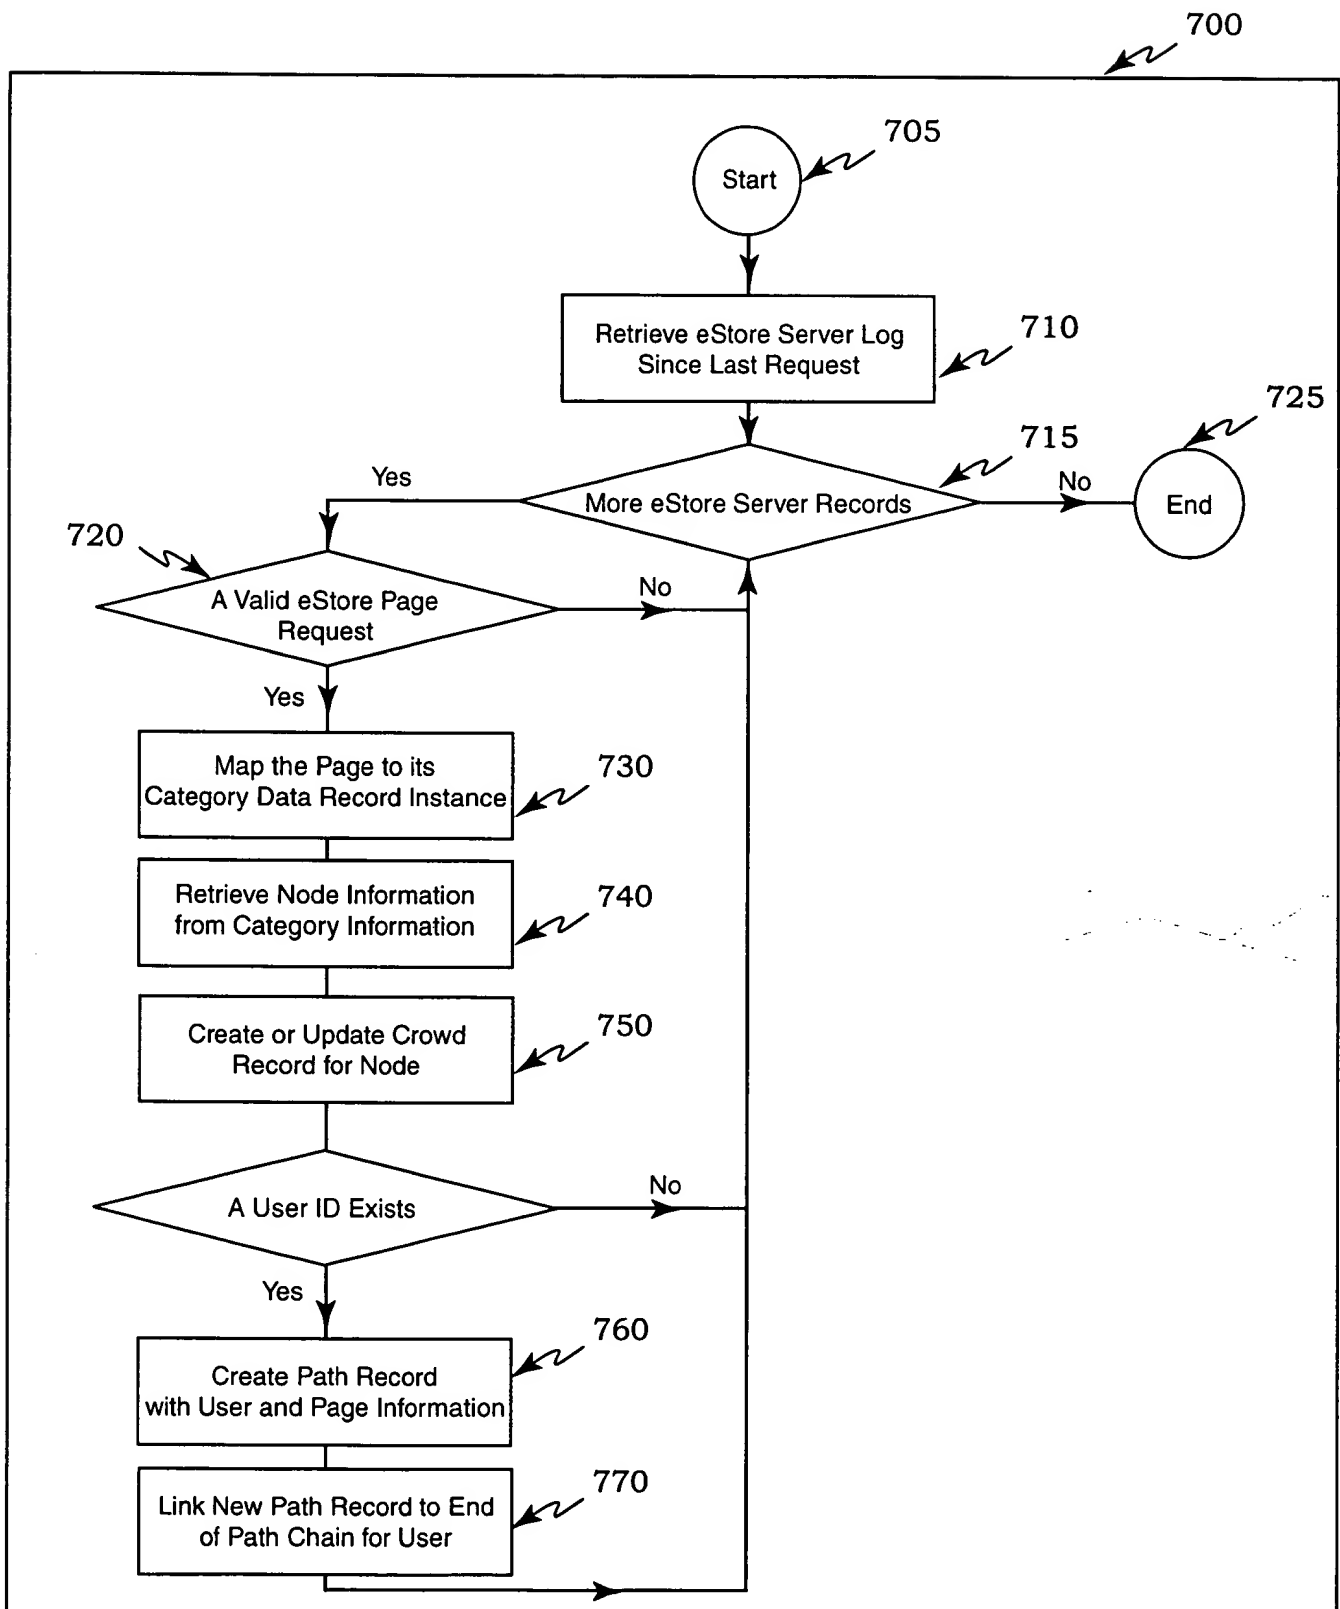 700
705
Start
Retrieve eStore Server Log
Since Last Request
710
725
715
Yes
More eStore Server Records
No
End
720
A Valid eStore Page
Request
No
Yes
Map the Page to its
Category Data Record Instance
730
Retrieve Node Information
from Category Information
740
Create or Update Crowd
Record for Node
750
A User ID Exists
No
Yes
Create Path Record
with User and Page Information
760
Link New Path Record to End
of Path Chain for User
770